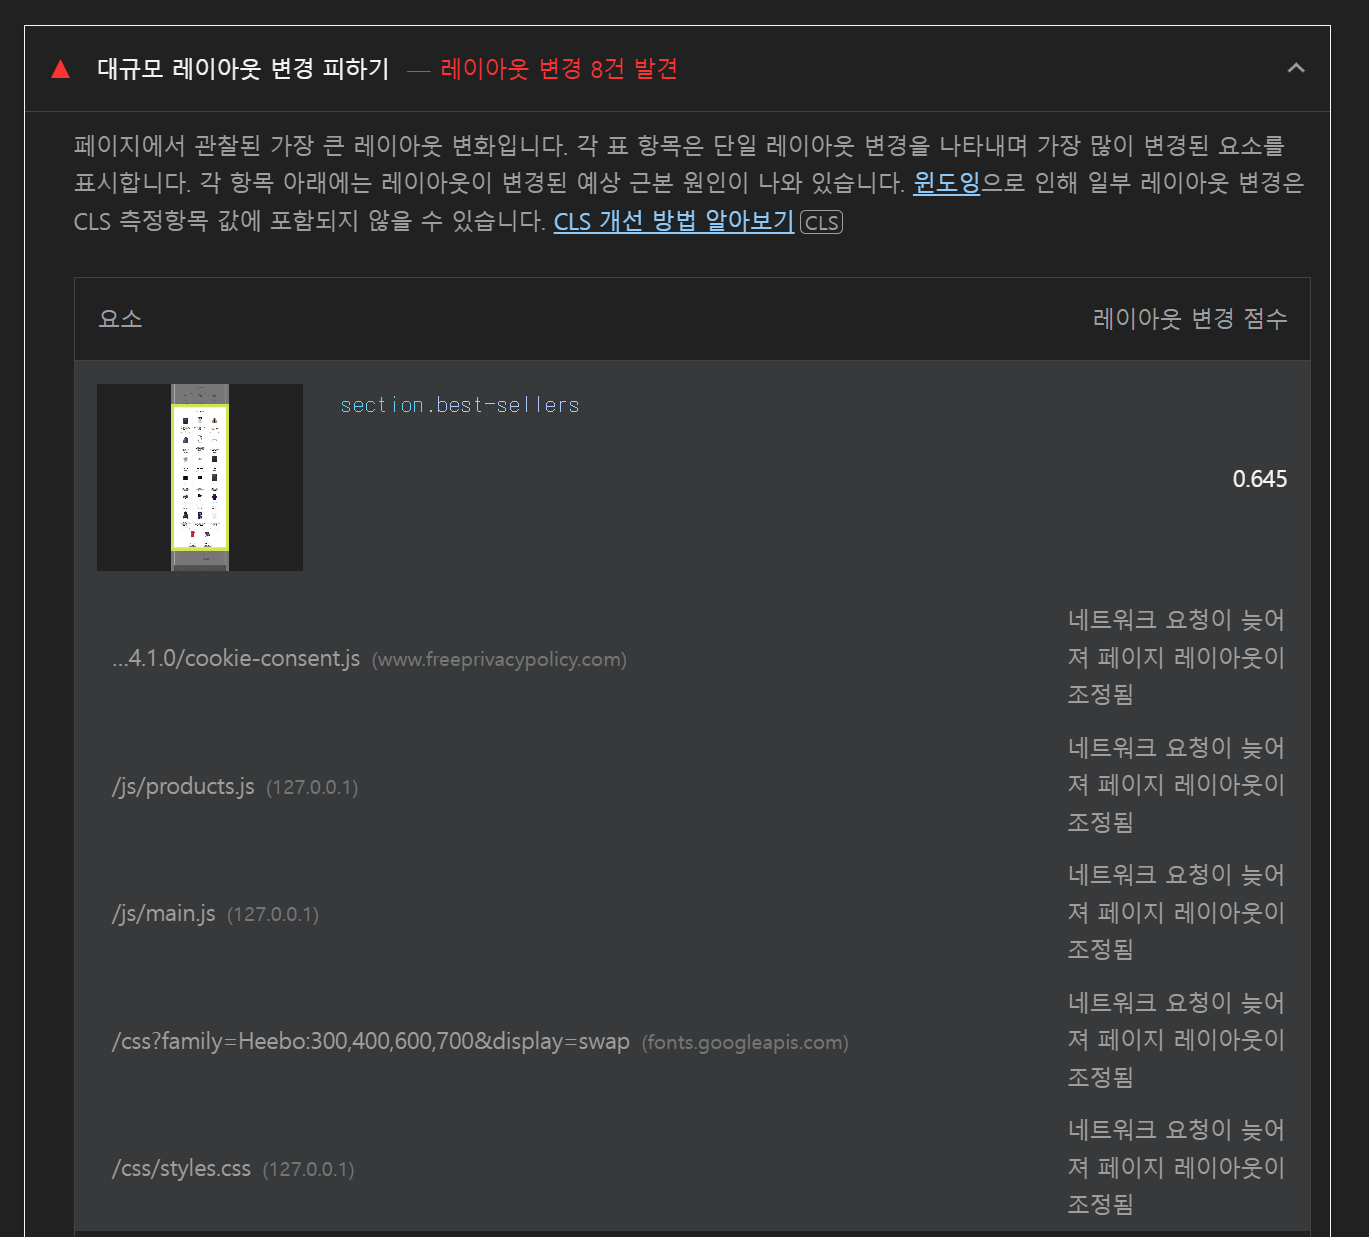 대규모 레이아웃 변경 피하기 — 레이아웃 변경 8건 발견
페이지에서 관찰된 가장 큰 레이아웃 변화입니다. 각 표 항목은 단일 레이아웃 변경을 나타내며 가장 많이 변경된 요소를
표시합니다. 각 항목 아래에는 레이아웃이 변경된 예상 근본 원인이 나와 있습니다. 윈도잉으로 인해 일부 레이아웃 변경은
CLS 측정항목 값에 포함되지 않을 수 있습니다. CLS 개선 방법 알아보기 CLS
요소 레이아웃 변경 점수
section.best-sellers
0.645
...4.1.0/cookie-consent.js (www.freeprivacypolicy.com)
네트워크 요청이 늦어
져 페이지 레이아웃이
조정됨
/js/products.js (127.0.0.1)
네트워크 요청이 늦어
져 페이지 레이아웃이
조정됨
/js/main.js (127.0.0.1)
네트워크 요청이 늦어
져 페이지 레이아웃이
조정됨
/css?family=Heebo:300,400,600,700&display=swap (fonts.googleapis.com)
네트워크 요청이 늦어
져 페이지 레이아웃이
조정됨
/css/styles.css (127.0.0.1)
네트워크 요청이 늦어
져 페이지 레이아웃이
조정됨